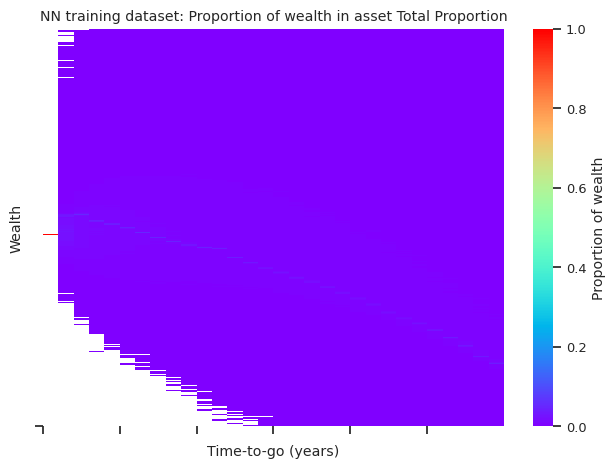 NN training dataset: Proportion of wealth in asset Total Proportion
Wealth
Time-to-go (years)
1.0
0.8
0.6
0.4
0.2
0.0
Proportion of wealth